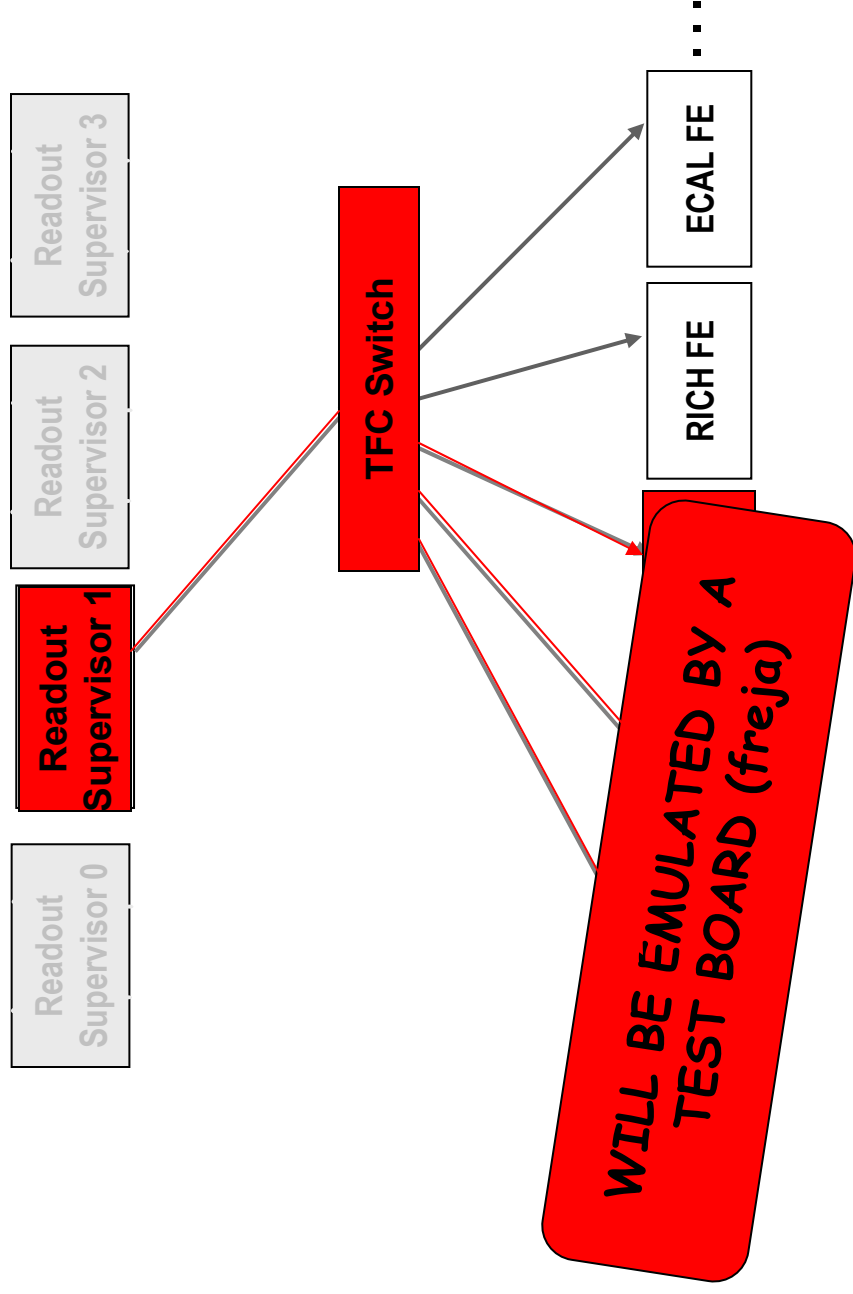 Readout
Supervisor 0
Readout
Supervisor 1
Readout
Supervisor 2
Readout
Supervisor 3
TFC Switch
WILL BE EMULATED BY A
TEST BOARD (freja)
RICH FE
ECAL FE
...